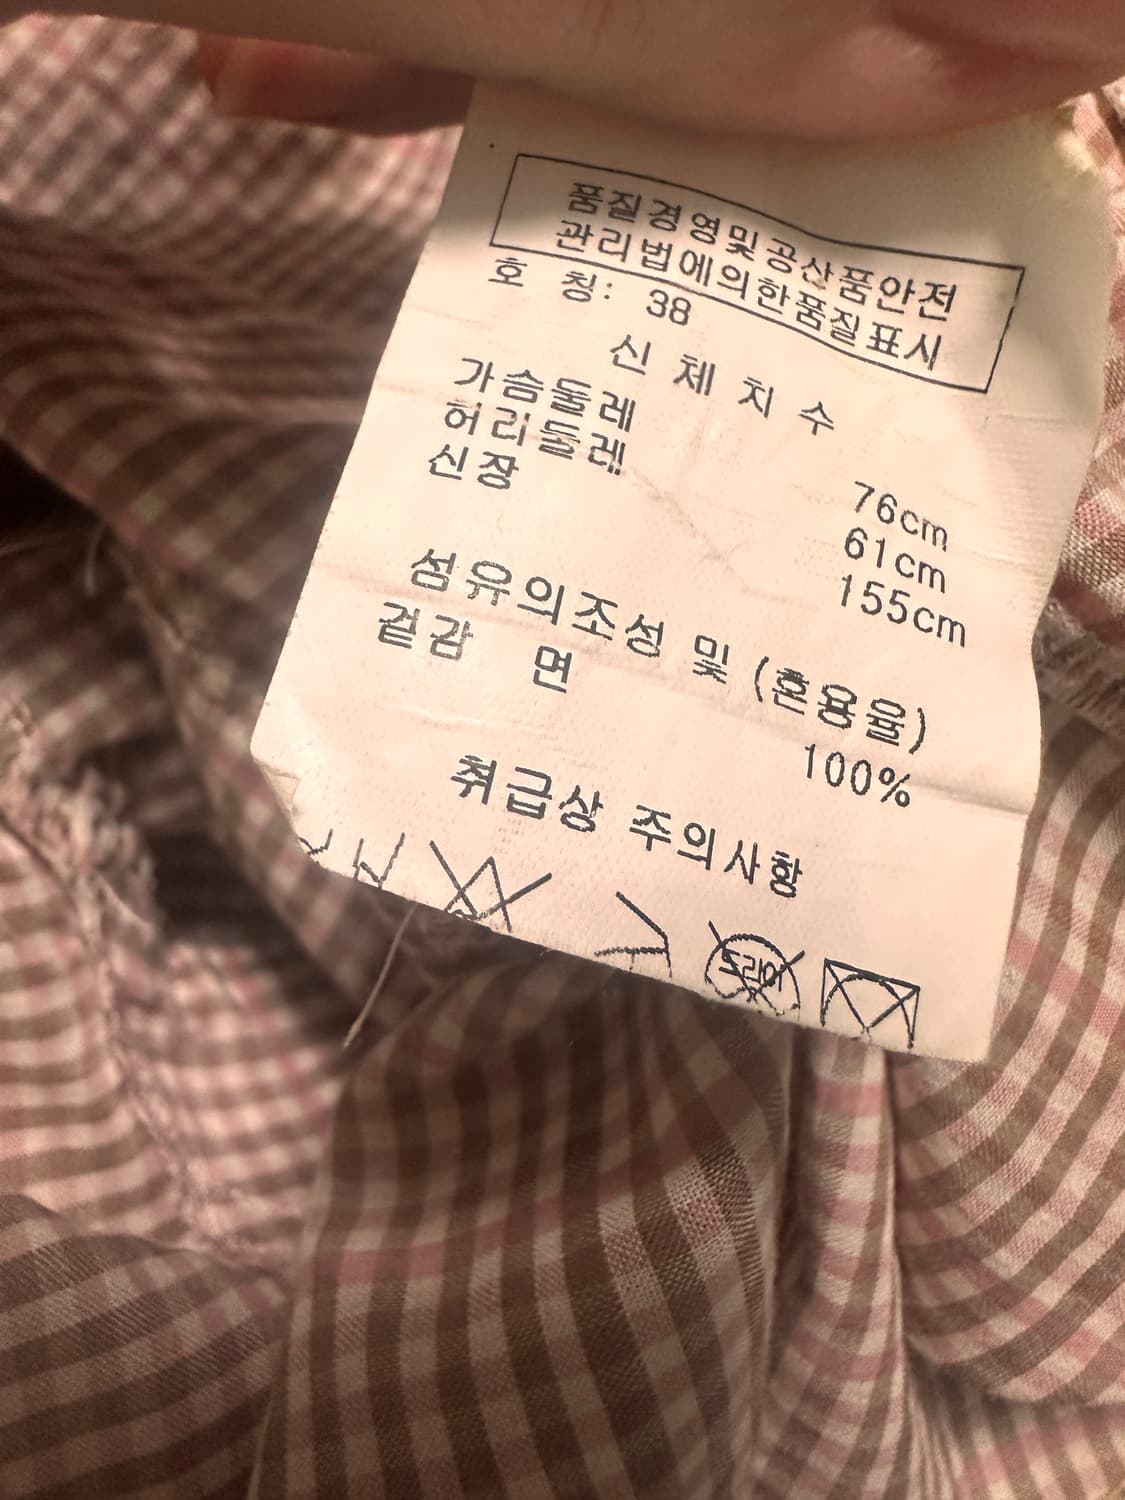 품질경영및공산품안전
관리법에의한품질표시
호 칭: 38
신 체 치 수
가슴둘레 76cm
허리둘레 61cm
신장 155cm
섬유의조성 및 (혼용율)
겉감 면 100%
취급상 주의사항
드라이